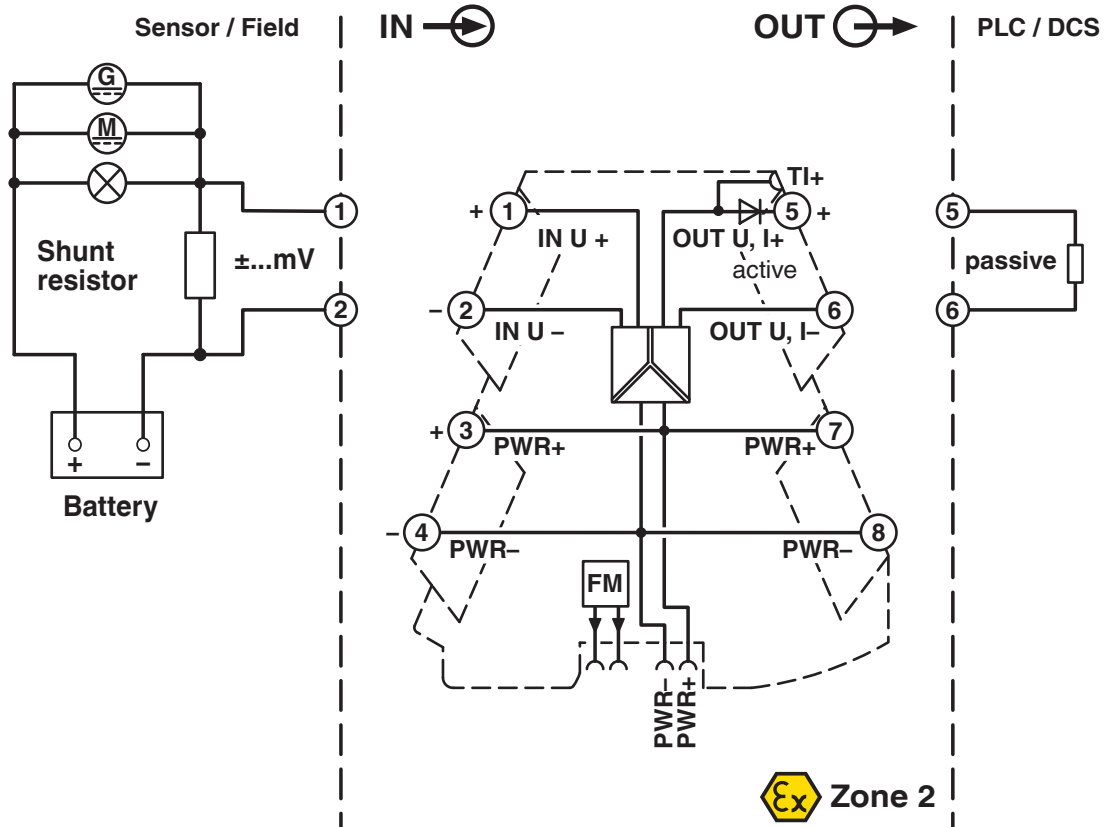 Sensor / Field
IN
OUT
PLC / DCS
G
M
Shunt
resistor
±...mV
1
2
+
–
Battery
+ 1
IN U +
– 2
IN U –
TI+
5 +
OUT U, I+
active
6
OUT U, I–
+ 3
PWR+
PWR+
7
– 4
PWR–
PWR–
8
FM
PWR–
PWR+
5
passive
6
Ex
Zone 2